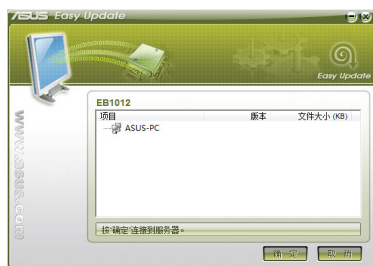 ASUS Easy Update
Easy Update
EB1012
项目 版本 文件大小 (KB)
ASUS-PC
www.asus.com
按"确定"连接到服务器。
确 定 取 消